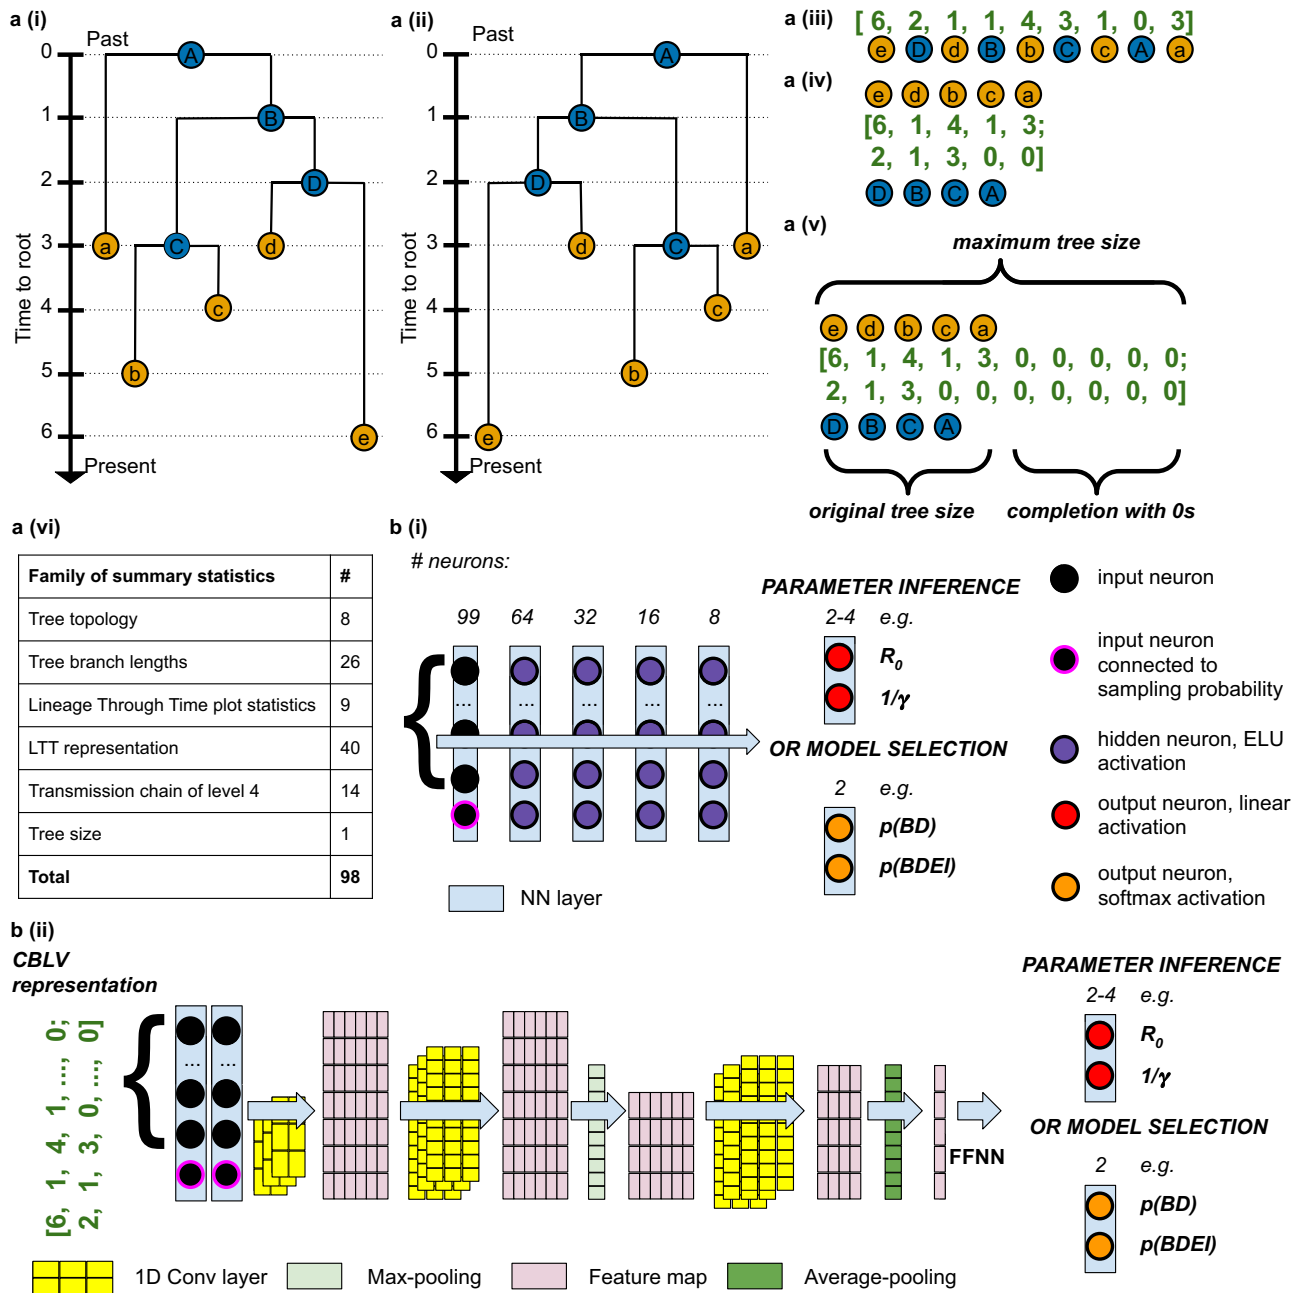 a (i)
Past
0
1
2
3
4
5
6
Time to root
A
B
D
a
C
d
c
b
e
Present
a (ii)
Past
0
1
2
3
4
5
6
Time to root
A
B
D
d
C
a
c
b
e
Present
a (iii)
[ 6, 2, 1, 1, 4, 3, 1, 0, 3]
e D d B b C c A a
a (iv)
e d b c a
[6, 1, 4, 1, 3;
2, 1, 3, 0, 0]
D B C A
a (v)
maximum tree size
e d b c a
[6, 1, 4, 1, 3, 0, 0, 0, 0, 0;
2, 1, 3, 0, 0, 0, 0, 0, 0, 0]
D B C A
original tree size
completion with 0s
a (vi)
Family of summary statistics #
Tree topology 8
Tree branch lengths 26
Lineage Through Time plot statistics 9
LTT representation 40
Transmission chain of level 4 14
Tree size 1
Total 98
b (i)
# neurons:
99 64 32 16 8
... ... ... ... ...
NN layer
PARAMETER INFERENCE
2-4 e.g.
R0
1/γ
OR MODEL SELECTION
2 e.g.
p(BD)
p(BDEI)
input neuron
input neuron
connected to
sampling probability
hidden neuron, ELU
activation
output neuron, linear
activation
output neuron,
softmax activation
b (ii)
CBLV
representation
[6, 1, 4, 1, ..., 0;
2, 1, 3, 0, ..., 0]
... ...
FFNN
PARAMETER INFERENCE
2-4 e.g.
R0
1/γ
OR MODEL SELECTION
2 e.g.
p(BD)
p(BDEI)
1D Conv layer
Max-pooling
Feature map
Average-pooling